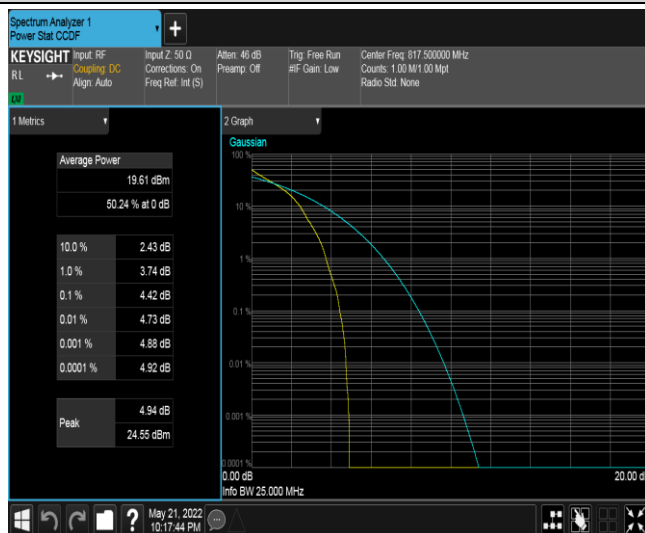 Spectrum Analyzer 1
Power Stat CCDF
+
KEYSIGHT
RL
LM
Input: RF
Coupling: DC
Align: Auto
Input Z: 50 Ω
Corrections: On
Freq Ref: Int (S)
Atten: 46 dB
Preamp: Off
Trig: Free Run
#IF Gain: Low
Center Freq: 817.500000 MHz
Counts: 1.00 M/1.00 Mpt
Radio Std: None
1 Metrics
Average Power
19.61 dBm
50.24 % at 0 dB
10.0 % 2.43 dB
1.0 % 3.74 dB
0.1 % 4.42 dB
0.01 % 4.73 dB
0.001 % 4.88 dB
0.0001 % 4.92 dB
Peak
4.94 dB
24.55 dBm
2 Graph
Gaussian
100 %
10 %
1 %
0.1 %
0.01 %
0.001 %
0.0001 %
0.00 dB
20.00 d
Info BW 25.000 MHz
?
May 21, 2022
10:17:44 PM